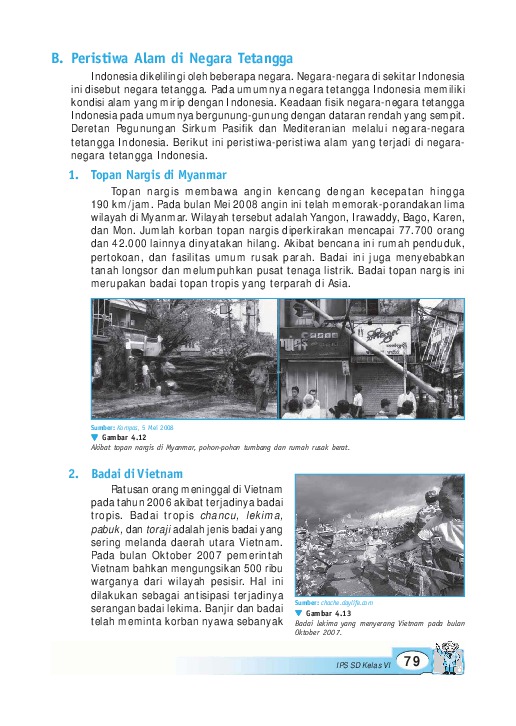 B. Peristiwa Alam di Negara Tetangga
Indonesia dikelilingi oleh beberapa negara. Negara-negara di sekitar Indonesia
ini disebut negara tetangga. Pada umumnya negara tetangga Indonesia memiliki
kondisi alam yang mirip dengan Indonesia. Keadaan fisik negara-negara tetangga
Indonesia pada umumnya bergunung-gunung dengan dataran rendah yang sempit.
Deretan Pegunungan Sirkum Pasifik dan Mediteranian melalui negara-negara
tetangga Indonesia. Berikut ini peristiwa-peristiwa alam yang terjadi di negara-
negara tetangga Indonesia.
1. Topan Nargis di Myanmar
Topan nargis membawa angin kencang dengan kecepatan hingga
190 km/jam. Pada bulan Mei 2008 angin ini telah memorak-porandakan lima
wilayah di Myanmar. Wilayah tersebut adalah Yangon, Irawaddy, Bago, Karen,
dan Mon. Jumlah korban topan nargis diperkirakan mencapai 77.700 orang
dan 42.000 lainnya dinyatakan hilang. Akibat bencana ini rumah penduduk,
pertokoan, dan fasilitas umum rusak parah. Badai ini juga menyebabkan
tanah longsor dan melumpuhkan pusat tenaga listrik. Badai topan nargis ini
merupakan badai topan tropis yang terparah di Asia.
Sumber: Kompas, 5 Mei 2008
▼ Gambar 4.12
Akibat topan nargis di Myanmar, pohon-pohon tumbang dan rumah rusak berat.
2. Badai di Vietnam
Ratusan orang meninggal di Vietnam
pada tahun 2006 akibat terjadinya badai
tropis. Badai tropis chancu, lekima,
pabuk, dan toraji adalah jenis badai yang
sering melanda daerah utara Vietnam.
Pada bulan Oktober 2007 pemerintah
Vietnam bahkan mengungsikan 500 ribu
warganya dari wilayah pesisir. Hal ini
dilakukan sebagai antisipasi terjadinya
serangan badai lekima. Banjir dan badai
telah meminta korban nyawa sebanyak
Sumber: chache.daylife.com
▼ Gambar 4.13
Badai lekima yang menyerang Vietnam pada bulan
Oktober 2007.
IPS SD Kelas VI 79